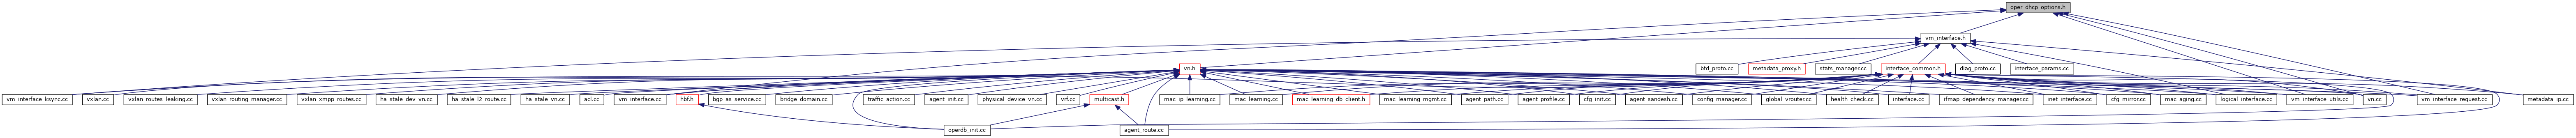 oper_dhcp_options.h
vm_interface.h
vn.h
bfd_proto.cc
metadata_proxy.h
stats_manager.cc
interface_common.h
diag_proto.cc
interface_params.cc
vm_interface_ksync.cc
vxlan.cc
vxlan_routes_leaking.cc
vxlan_routing_manager.cc
vxlan_xmpp_routes.cc
ha_stale_dev_vn.cc
ha_stale_l2_route.cc
ha_stale_vn.cc
acl.cc
vm_interface.cc
hbf.h
bgp_as_service.cc
bridge_domain.cc
traffic_action.cc
agent_init.cc
physical_device_vn.cc
vrf.cc
multicast.h
mac_ip_learning.cc
mac_learning.cc
mac_learning_db_client.h
mac_learning_mgmt.cc
agent_path.cc
agent_profile.cc
cfg_init.cc
agent_sandesh.cc
config_manager.cc
global_vrouter.cc
health_check.cc
interface.cc
ifmap_dependency_manager.cc
inet_interface.cc
cfg_mirror.cc
mac_aging.cc
logical_interface.cc
vm_interface_utils.cc
vn.cc
vm_interface_request.cc
metadata_ip.cc
operdb_init.cc
agent_route.cc